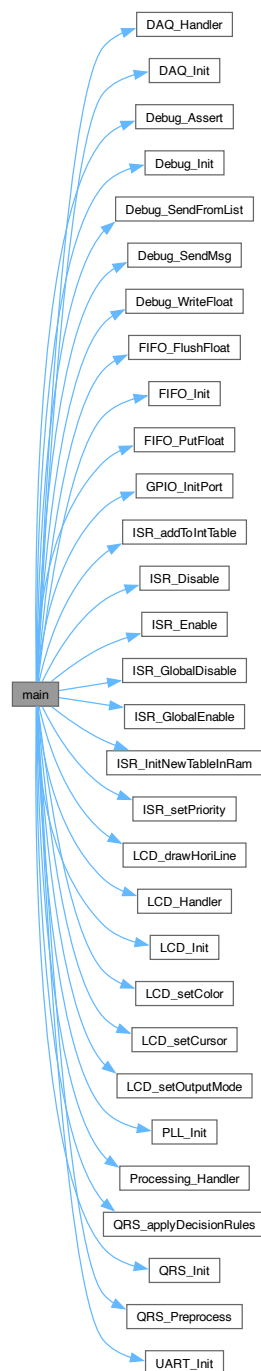 DAQ_Handler
DAQ_Init
Debug_Assert
Debug_Init
Debug_SendFromList
Debug_SendMsg
Debug_WriteFloat
FIFO_FlushFloat
FIFO_Init
FIFO_PutFloat
GPIO_InitPort
ISR_addToIntTable
ISR_Disable
ISR_Enable
ISR_GlobalDisable
main
ISR_GlobalEnable
ISR_InitNewTableInRam
ISR_setPriority
LCD_drawHoriLine
LCD_Handler
LCD_Init
LCD_setColor
LCD_setCursor
LCD_setOutputMode
PLL_Init
Processing_Handler
QRS_applyDecisionRules
QRS_Init
QRS_Preprocess
UART_Init